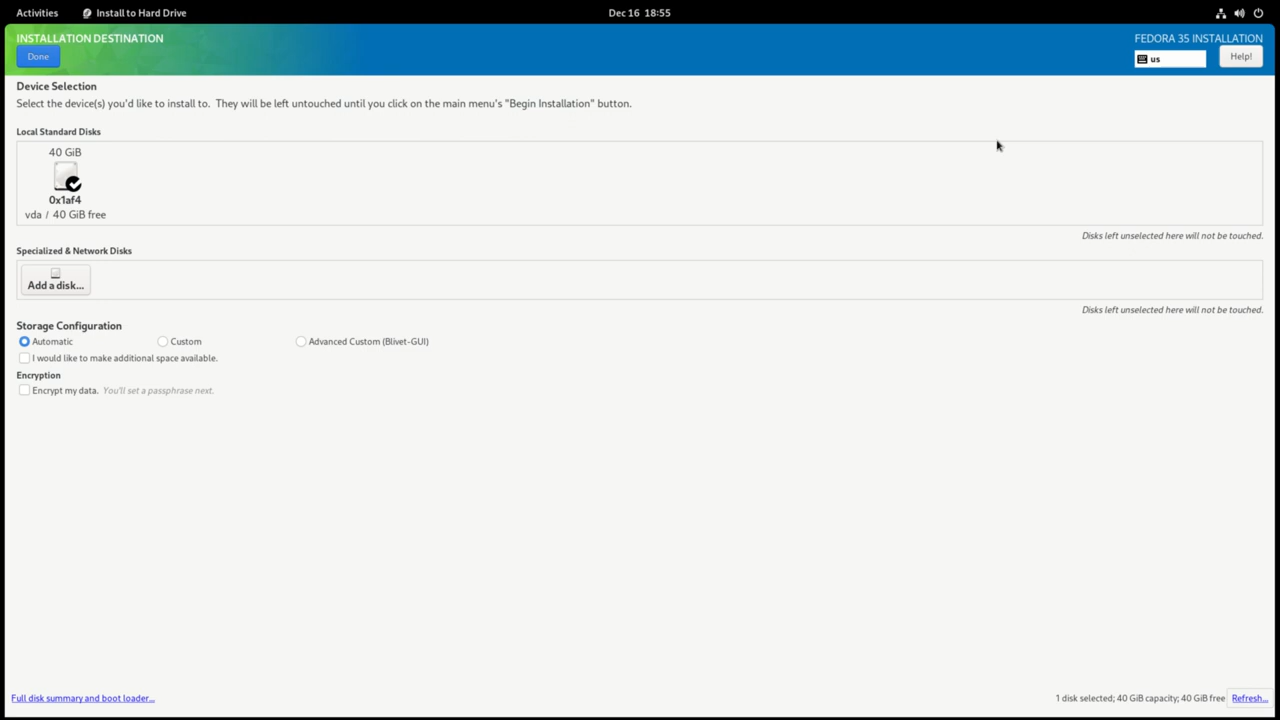 Activities Install to Hard Drive Dec 16 18:55
INSTALLATION DESTINATION FEDORA 35 INSTALLATION
Done us Help!
Device Selection
Select the device(s) you'd like to install to. They will be left untouched until you click on the main menu's "Begin Installation" button.
Local Standard Disks
40 GiB
0x1af4
vda / 40 GiB free
Disks left unselected here will not be touched.
Specialized & Network Disks
Add a disk...
Disks left unselected here will not be touched.
Storage Configuration
Automatic Custom Advanced Custom (Blivet-GUI)
I would like to make additional space available.
Encryption
Encrypt my data. You'll set a passphrase next.
Full disk summary and boot loader... 1 disk selected; 40 GiB capacity; 40 GiB free Refresh...